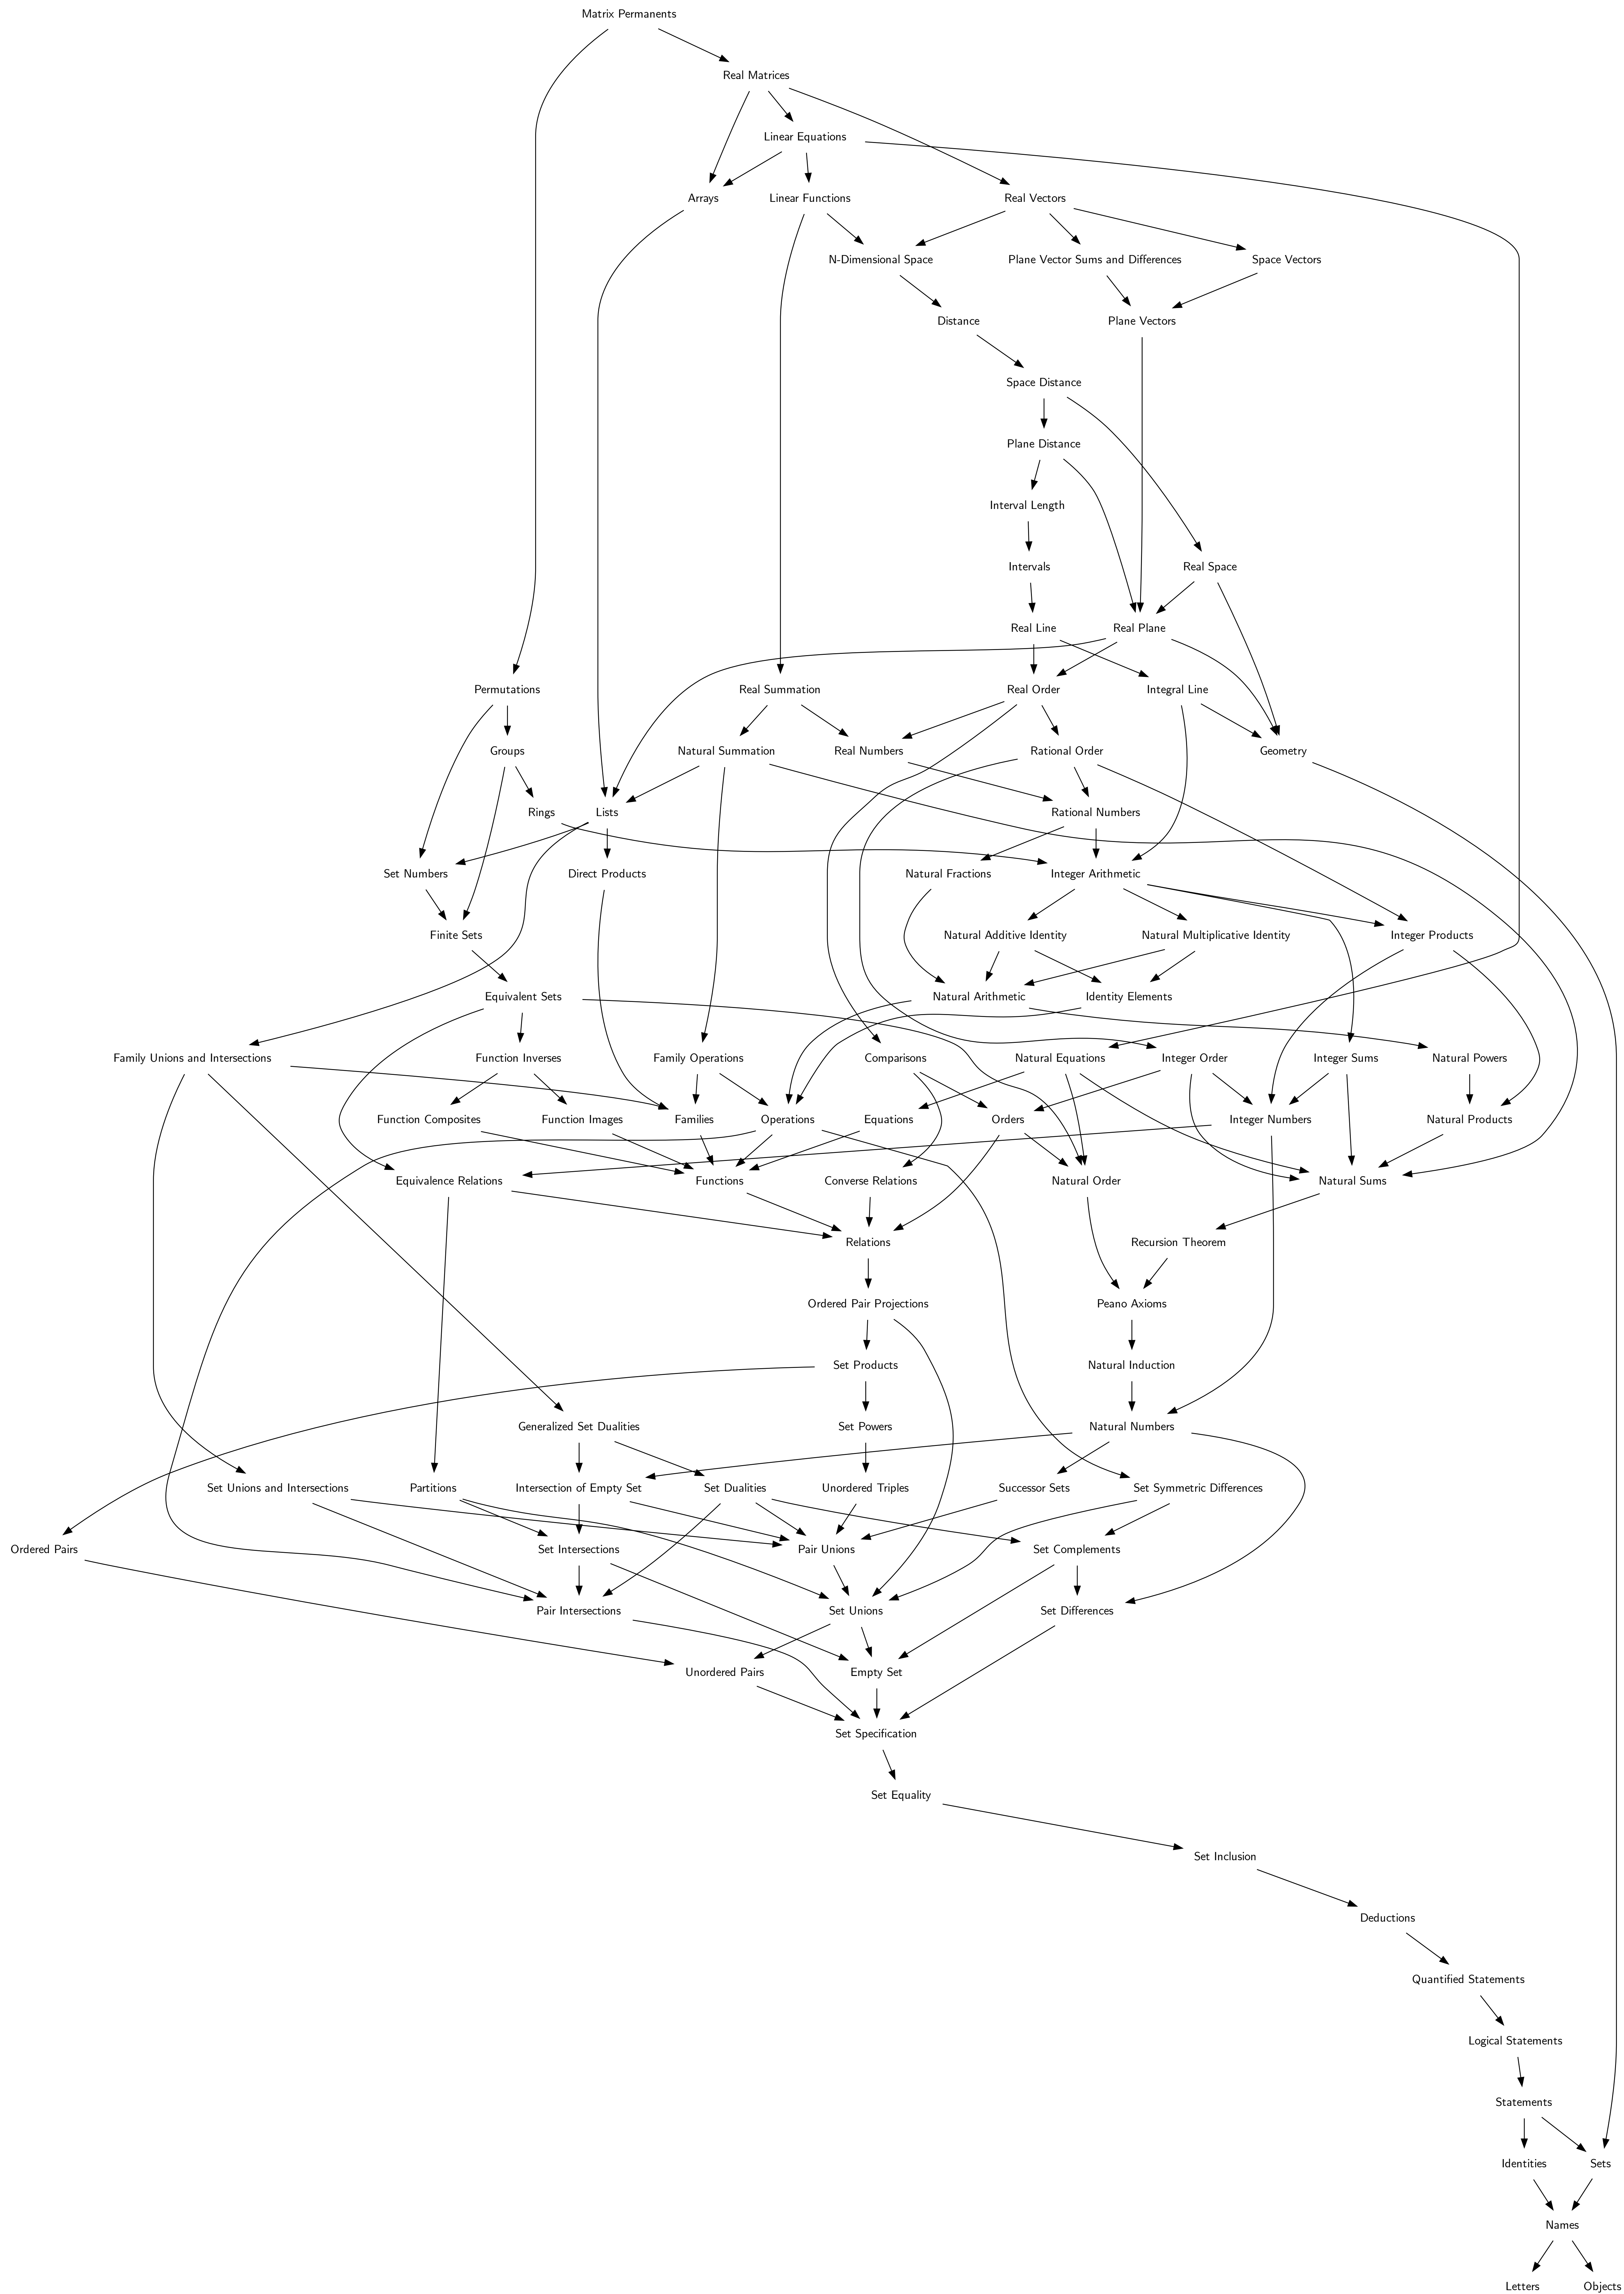 Matrix Permanents
Real Matrices
Linear Equations
Arrays
Linear Functions
Real Vectors
N-Dimensional Space
Plane Vector Sums and Differences
Space Vectors
Distance
Plane Vectors
Space Distance
Plane Distance
Interval Length
Intervals
Real Space
Real Line
Real Plane
Permutations
Real Summation
Real Order
Integral Line
Groups
Natural Summation
Real Numbers
Rational Order
Geometry
Rings
Lists
Rational Numbers
Set Numbers
Direct Products
Natural Fractions
Integer Arithmetic
Finite Sets
Natural Additive Identity
Natural Multiplicative Identity
Integer Products
Equivalent Sets
Natural Arithmetic
Identity Elements
Family Unions and Intersections
Function Inverses
Family Operations
Comparisons
Natural Equations
Integer Order
Integer Sums
Natural Powers
Function Composites
Function Images
Families
Operations
Equations
Orders
Integer Numbers
Natural Products
Equivalence Relations
Functions
Converse Relations
Natural Order
Natural Sums
Relations
Recursion Theorem
Ordered Pair Projections
Peano Axioms
Set Products
Natural Induction
Generalized Set Dualities
Set Powers
Natural Numbers
Set Unions and Intersections
Partitions
Intersection of Empty Set
Set Dualities
Unordered Triples
Successor Sets
Set Symmetric Differences
Ordered Pairs
Set Intersections
Pair Unions
Set Complements
Pair Intersections
Set Unions
Set Differences
Unordered Pairs
Empty Set
Set Specification
Set Equality
Set Inclusion
Deductions
Quantified Statements
Logical Statements
Statements
Identities
Sets
Names
Letters
Objects